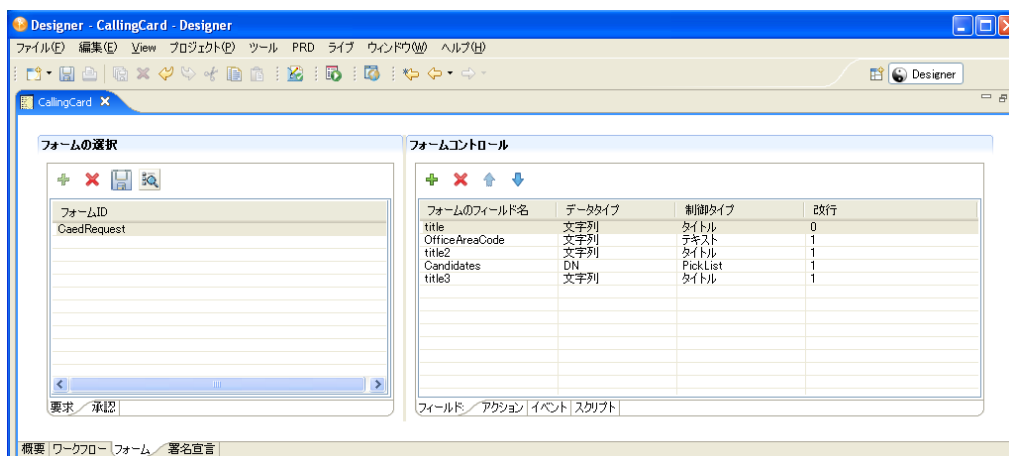 Designer - CallingCard - Designer
ファイル(F) 編集(E) View プロジェクト(P) ツール PRD ライブ ウィンドウ(W) ヘルプ(H)
Designer
CallingCard
フォームの選択 フォームコントロール
フォームID フォームのフィールド名 データタイプ 制御タイプ 改行
CaedRequest title 文字列 タイトル 0
OfficeAreaCode 文字列 テキスト 1
title2 文字列 タイトル 1
Candidates DN PickList 1
title3 文字列 タイトル 1
要求 承認 フィールド: アクション イベント スクリプト
概要 ワークフロー フォーム 署名宣言